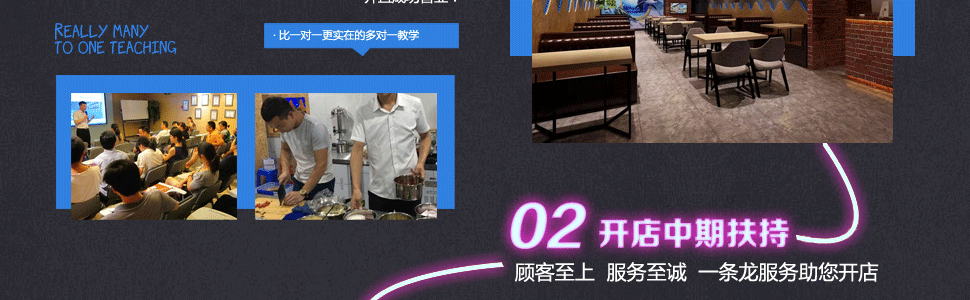 REALLY MANY
TO ONE TEACHING
· 比一对一更实在的多对一教学
02 开店中期扶持
顾客至上 服务至诚 一条龙服务助您开店